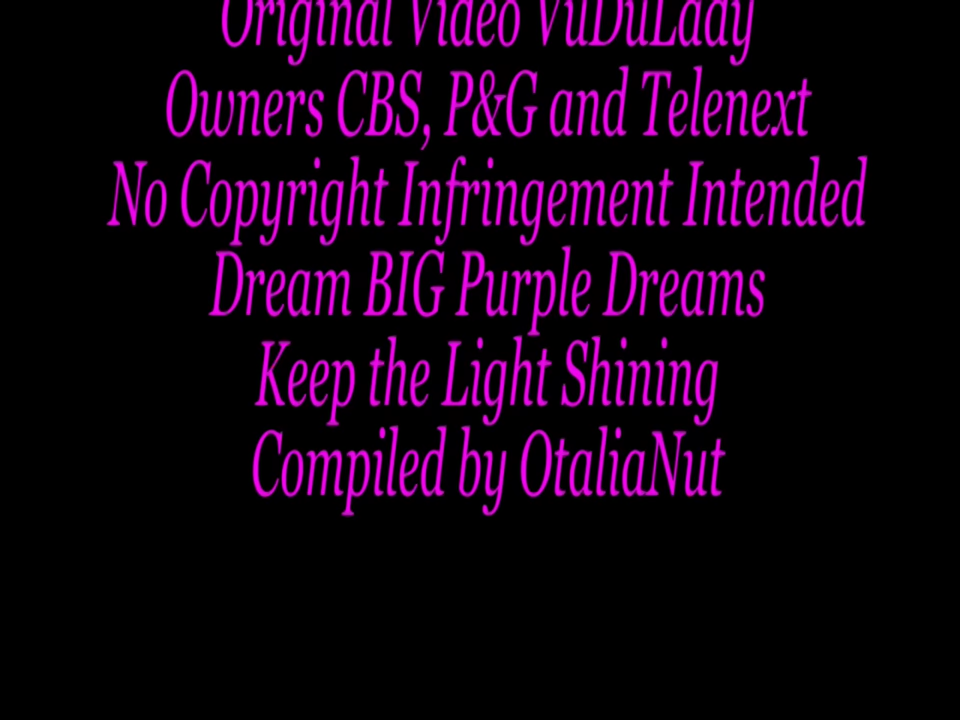 Original Video VuDuLady
Owners CBS, P&G and Telenext
No Copyright Infringement Intended
Dream BIG Purple Dreams
Keep the Light Shining
Compiled by OtaliaNut